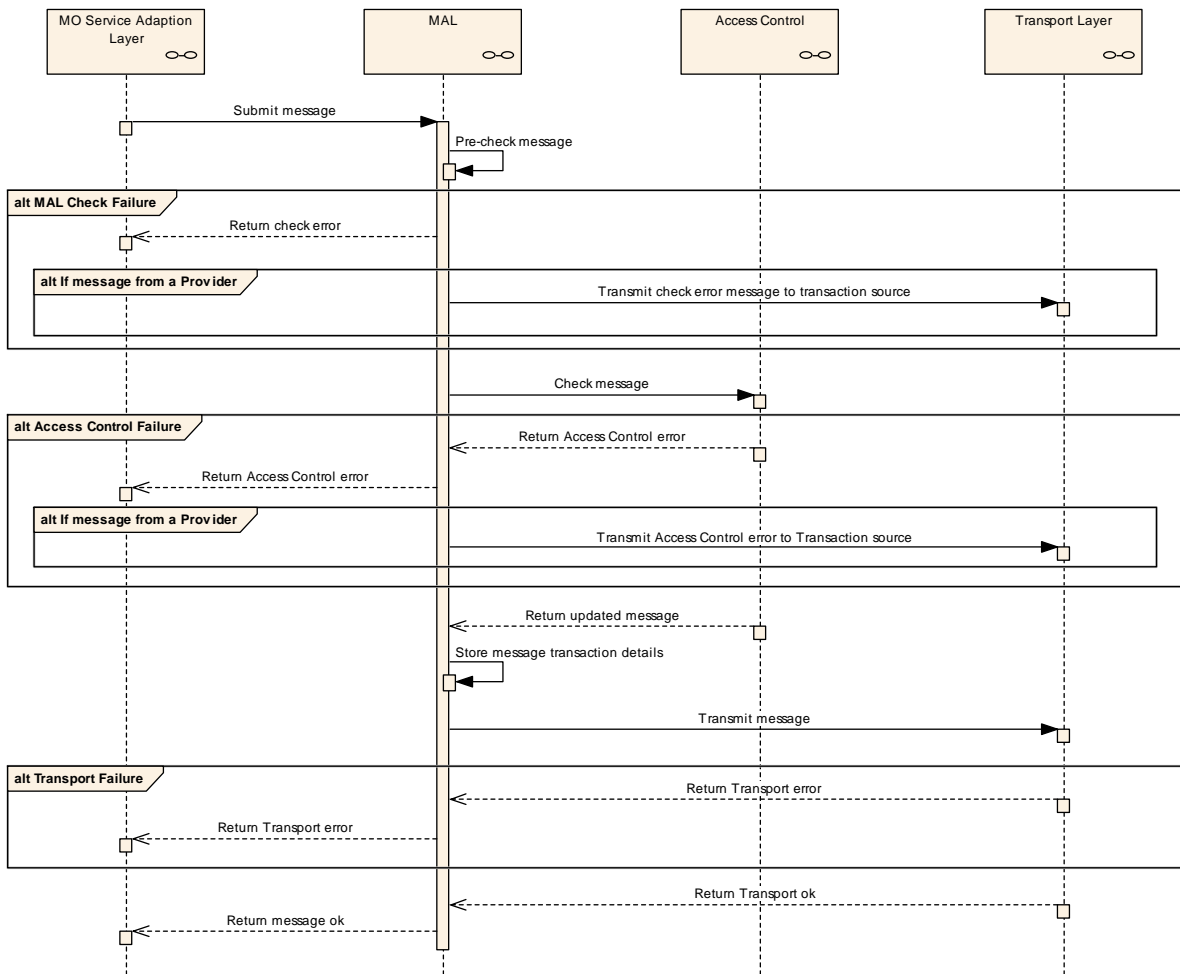 MO Service Adaption
Layer
MAL
Access Control
Transport Layer
Submit message
Pre-check message
alt MAL Check Failure
Return check error
alt If message from a Provider
Transmit check error message to transaction source
Check message
alt Access Control Failure
Return Access Control error
Return Access Control error
alt If message from a Provider
Transmit Access Control error to Transaction source
Return updated message
Store message transaction details
Transmit message
alt Transport Failure
Return Transport error
Return Transport error
Return Transport ok
Return message ok